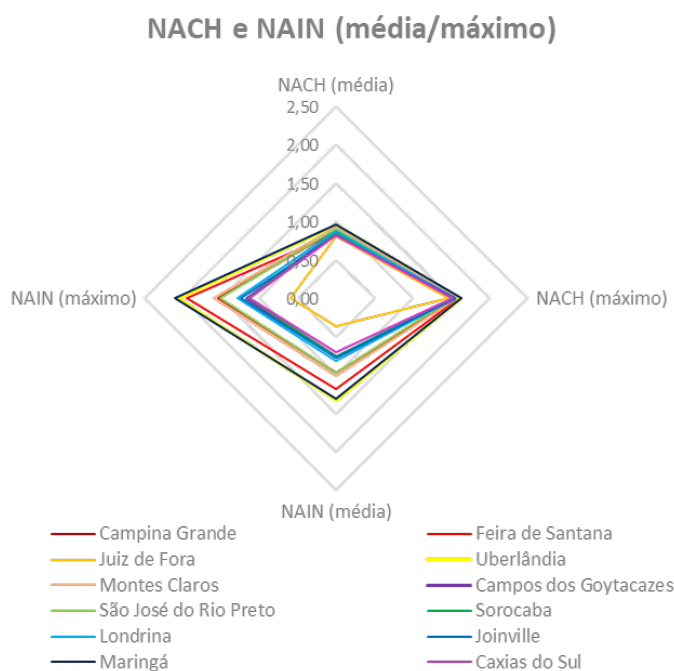 NACH e NAIN (média/máximo)
NACH (média)
2,50
2,00
1,50
1,00
0,50
0,00
NAIN (máximo)
NACH (máximo)
NAIN (média)
Campina Grande
Feira de Santana
Juiz de Fora
Uberlândia
Montes Claros
Campos dos Goytacazes
São José do Rio Preto
Sorocaba
Londrina
Joinville
Maringá
Caxias do Sul